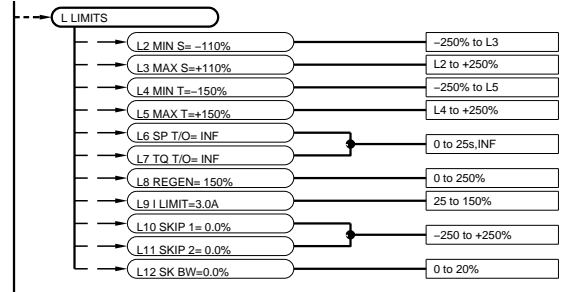 L LIMITS
L2 MIN S= −110%
−250% to L3
L3 MAX S=+110%
L2 to +250%
L4 MIN T=−150%
−250% to L5
L5 MAX T=+150%
L4 to +250%
L6 SP T/O= INF
0 to 25s,INF
L7 TQ T/O= INF
L8 REGEN= 150%
0 to 250%
L9 I LIMIT=3.0A
25 to 150%
L10 SKIP 1= 0.0%
−250 to +250%
L11 SKIP 2= 0.0%
L12 SK BW=0.0%
0 to 20%